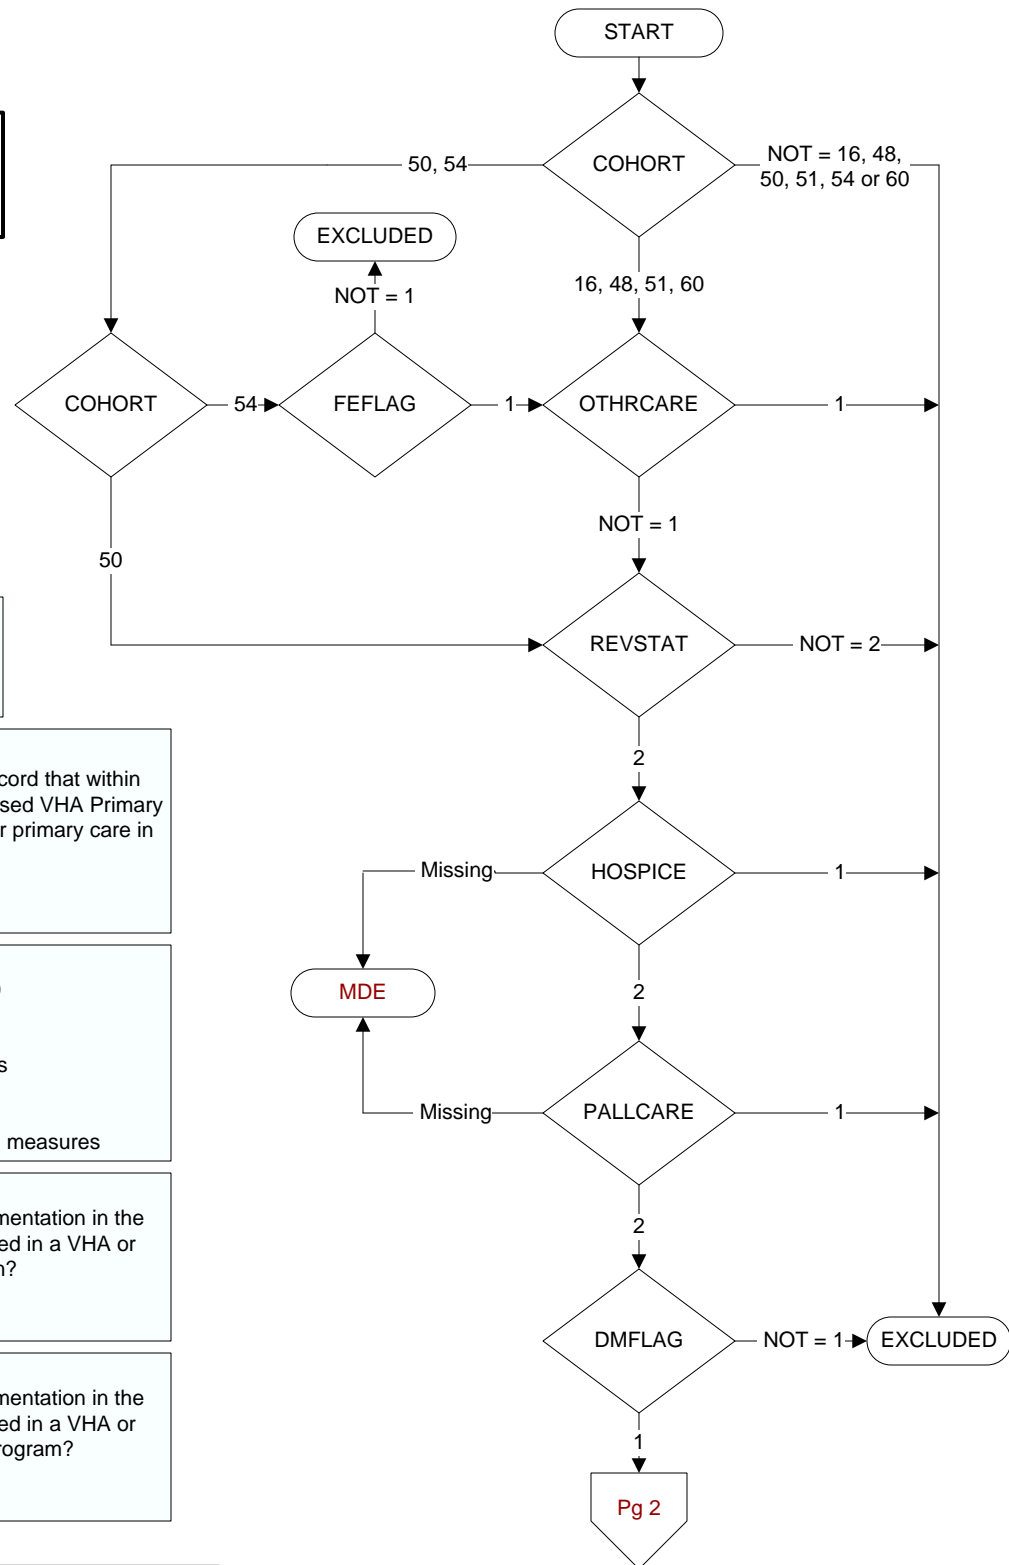 START
COHORT
50, 54
NOT = 16, 48,
50, 51, 54 or 60
EXCLUDED
NOT = 1
16, 48, 51, 60
COHORT
54
FEFLAG
1
OTHRCARE
1
NOT = 1
50
REVSTAT
NOT = 2
2
cord that within
sed VHA Primary
r primary care in
Missing
HOSPICE
1
MDE
2
)
s
measures
Missing
PALLCARE
1
2
mentation in the
ed in a VHA or
n?
DMFLAG
NOT = 1
EXCLUDED
mentation in the
ed in a VHA or
rogram?
1
Pg 2